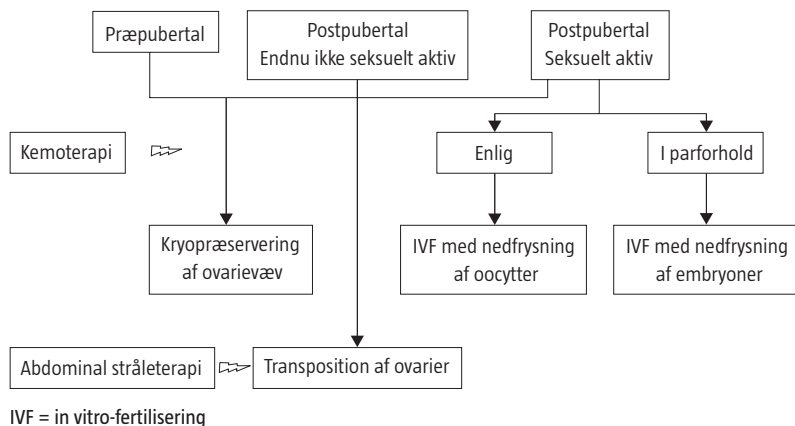 Præpubertal
Postpubertal
Endnu ikke seksuelt aktiv
Postpubertal
Seksuelt aktiv
Kemoterapi
Enlig
I parforhold
Kryopræservering
af ovarievæv
IVF med nedfrysning
af oocytter
IVF med nedfrysning
af embryoner
Abdominal stråleterapi
Transposition af ovarier
IVF = in vitro-fertilisering